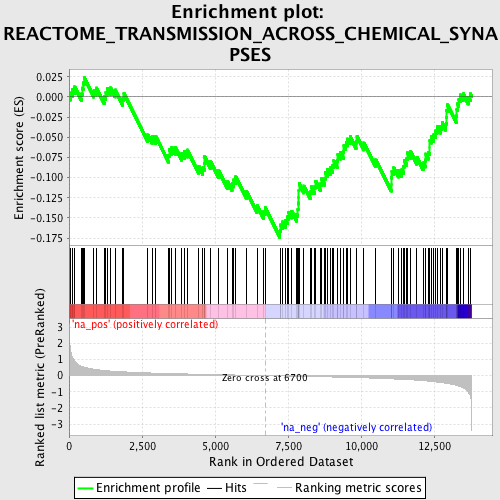 Enrichment plot:
REACTOME_TRANSMISSION_ACROSS_CHEMICAL_SYNA
PSES
Enrichment score (ES)
0.025
0.000
-0.025
-0.050
-0.075
-0.100
-0.125
-0.150
-0.175
'na_pos' (positively correlated)
Ranked list metric (PreRanked)
3
2
1
0
-1
-2
-3
Zero cross at 6700
'na_neg' (negatively correlated)
0
2,500
5,000
7,500
10,000
12,500
Rank in Ordered Dataset
Enrichment profile
Hits
Ranking metric scores